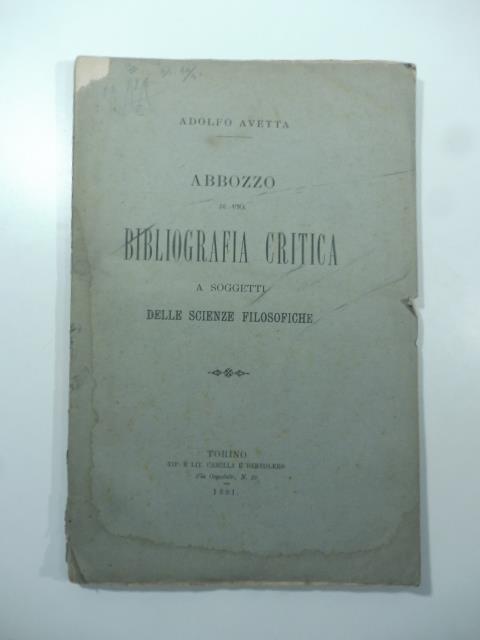 ADOLFO AVETTA
ABBOZZO
DI UNA
BIBLIOGRAFIA CRITICA
A SOGGETTI
DELLE SCIENZE FILOSOFICHE
TORINO
TIP. E LIT. CAMILLA E BERTOLERO
Via Ospedale, N.
1881